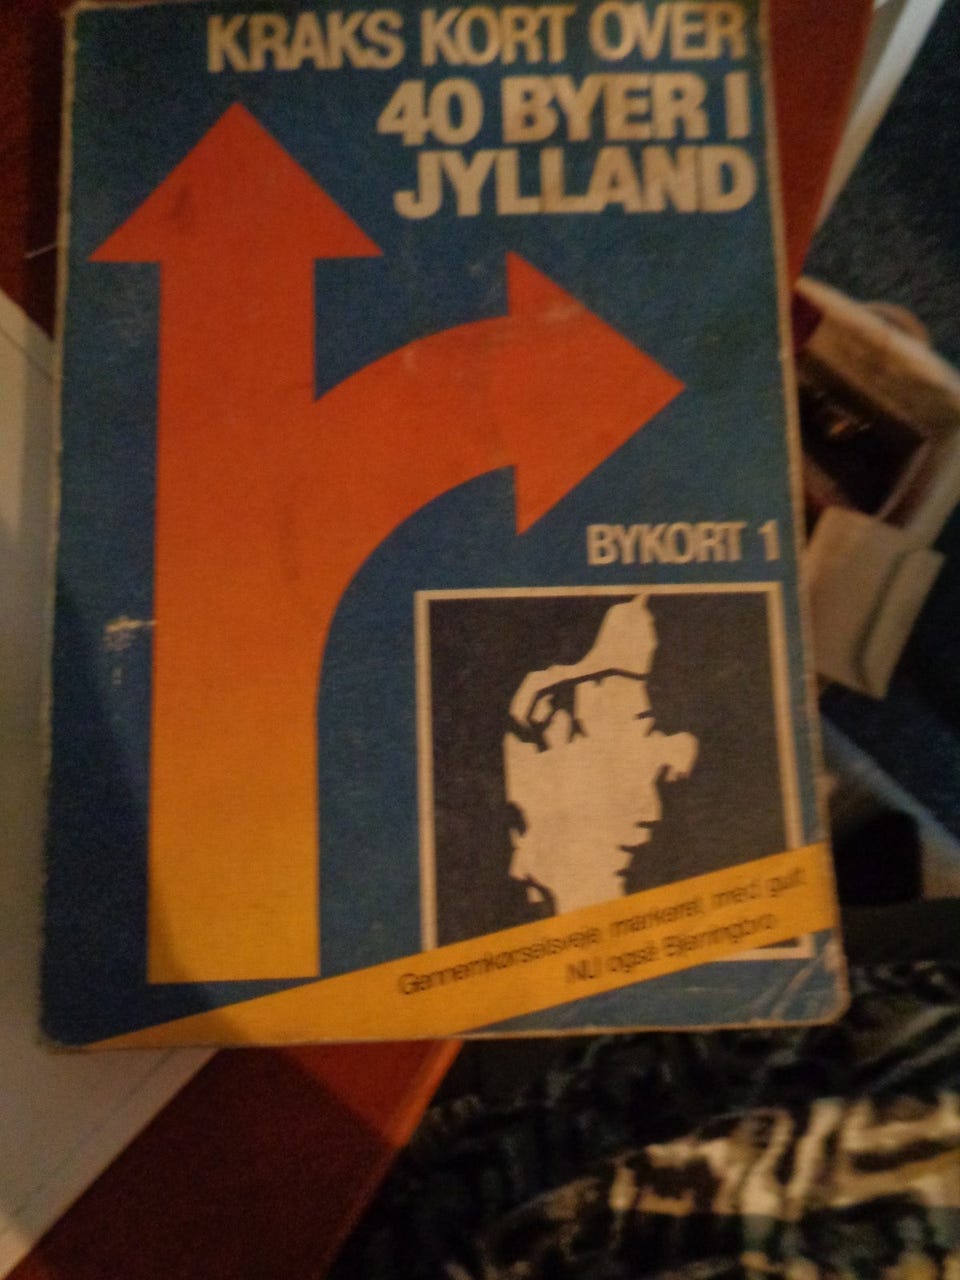 KRAKS KORT OVER
40 BYER I
JYLLAND
BYKORT 1
Gennemkørselsveje markeret med gult
NU også Bjerringbro